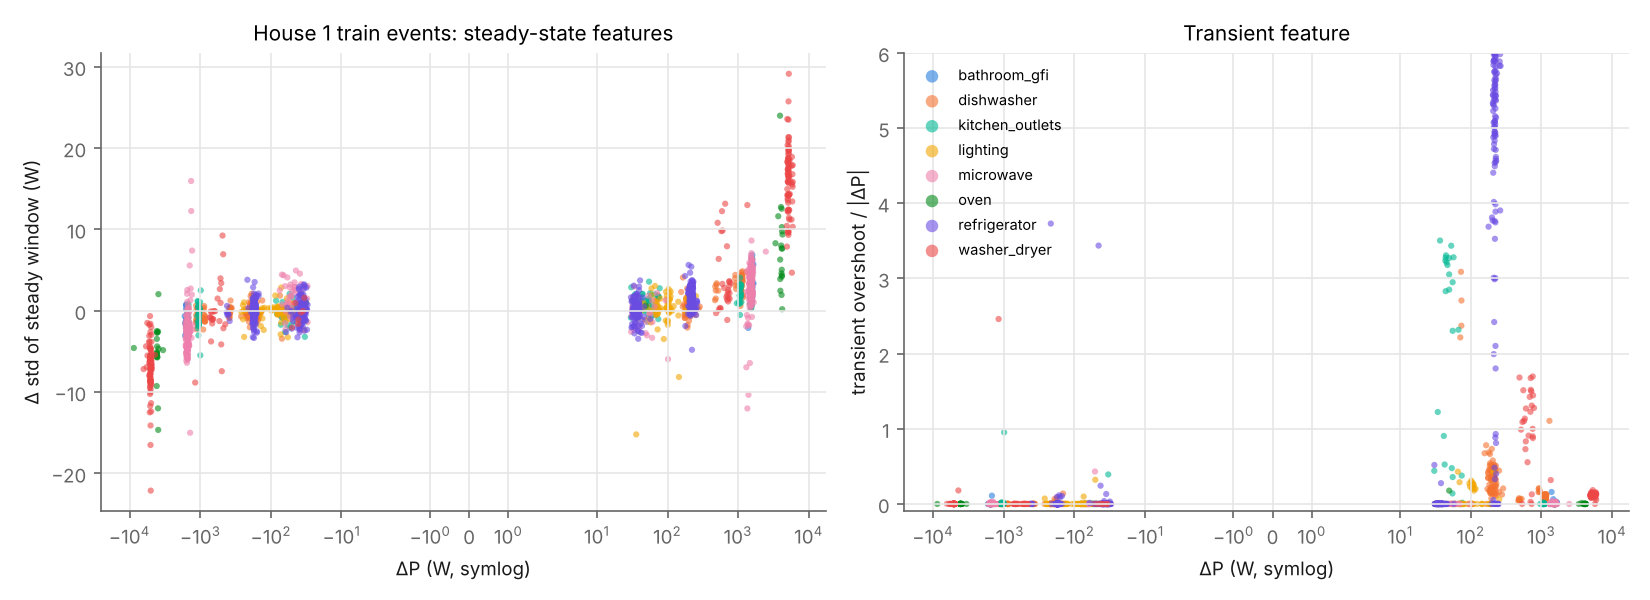 House 1 train events: steady-state features
Δ std of steady window (W)
30
20
10
0
−10
−20
−10⁴
−10³
−10²
−10¹
−10⁰
0
10⁰
10¹
10²
10³
10⁴
ΔP (W, symlog)
Transient feature
transient overshoot / |ΔP|
6
5
4
3
2
1
0
bathroom_gfi
dishwasher
kitchen_outlets
lighting
microwave
oven
refrigerator
washer_dryer
−10⁴
−10³
−10²
−10¹
−10⁰
0
10⁰
10¹
10²
10³
10⁴
ΔP (W, symlog)